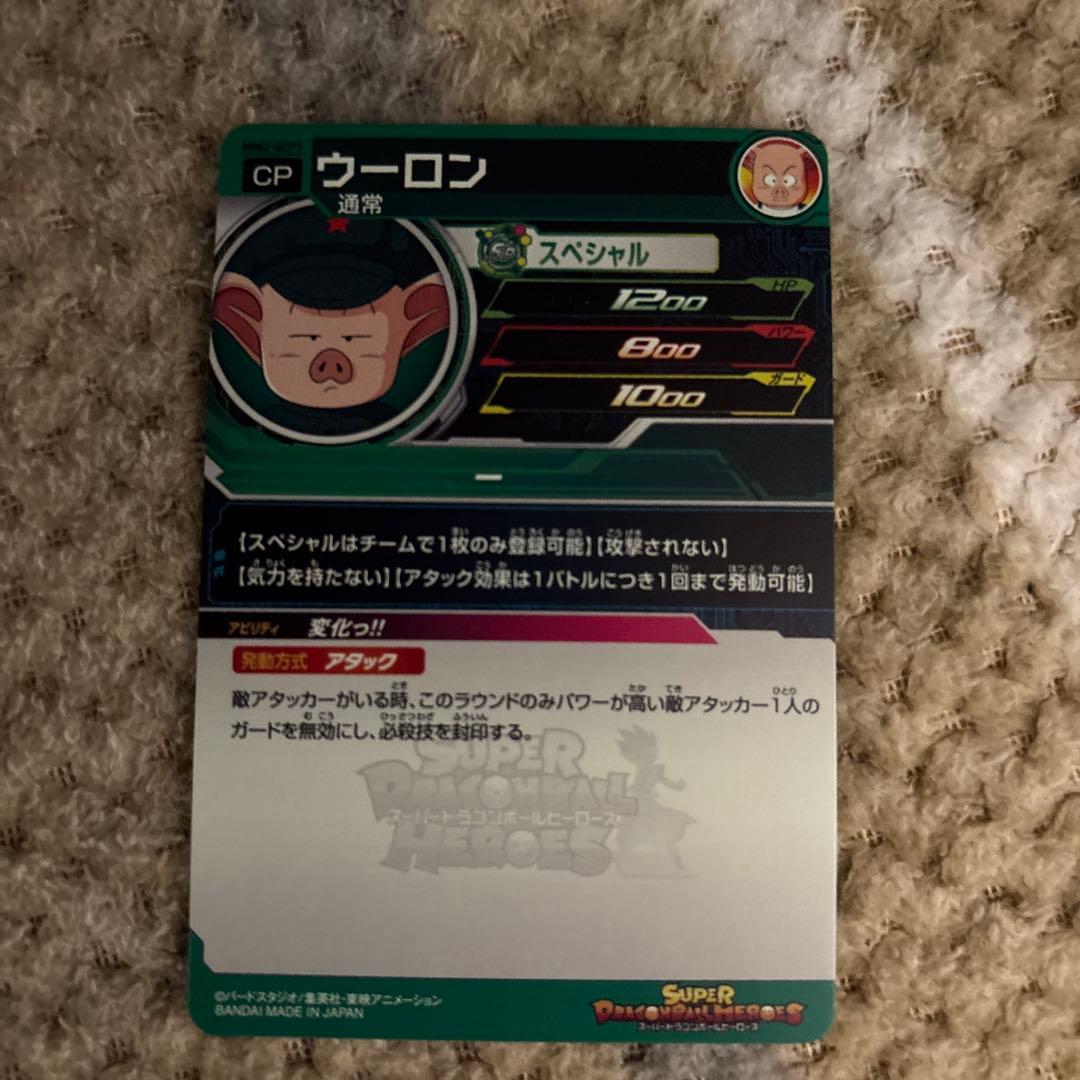 CP
ウーロン
通常
スペシャル
HP
1200
パワー
800
ガード
1000
【スペシャルはチームで1枚のみ登録可能】【攻撃されない】
【気力を持たない】【アタック効果は1バトルにつき1回まで発動可能】
アビリティ 変化っ!!
発動方式 アタック
敵アタッカーがいる時、このラウンドのみパワーが高い敵アタッカー1人の
ガードを無効にし、必殺技を封印する。
SUPER
DRAGONBALL
スーパードラゴンボールヒーローズ
HEROES
©バードスタジオ/集英社・東映アニメーション
BANDAI MADE IN JAPAN
SUPER
DRAGONBALL HEROES
スーパードラゴンボールヒーローズ